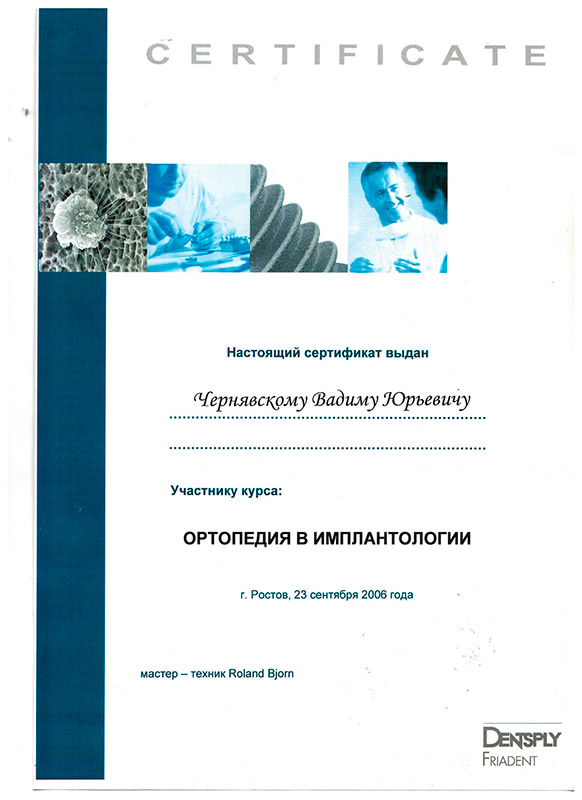 CERTIFICATE
Настоящий сертификат выдан
Чернявскому Вадиму Юрьевичу
Участнику курса:
ОРТОПЕДИЯ В ИМПЛАНТОЛОГИИ
г. Ростов, 23 сентября 2006 года
мастер – техник Roland Bjorn
DENTSPLY
FRIADENT